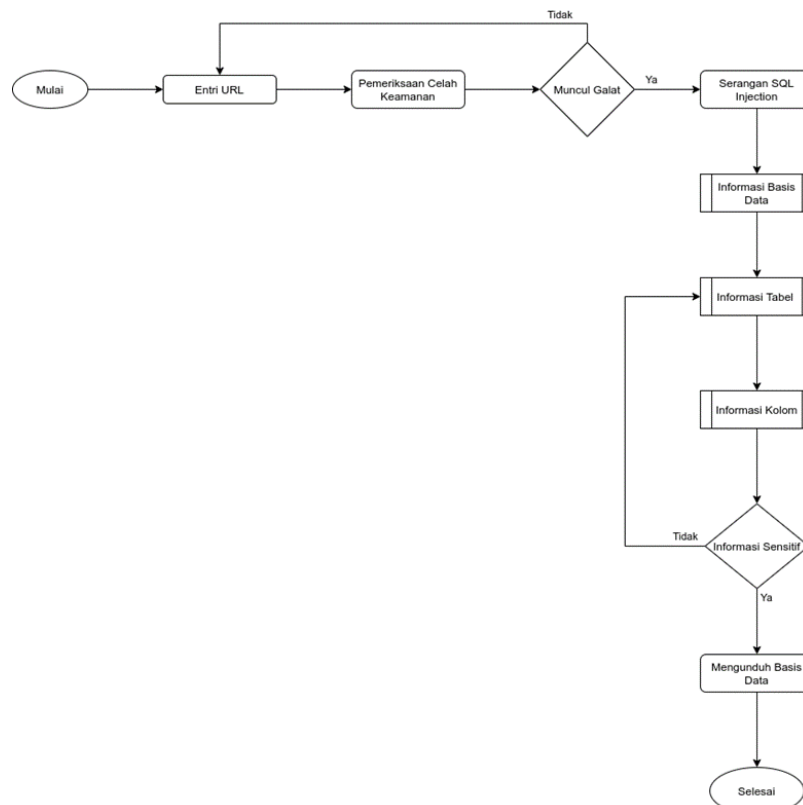 Tidak
Mulai
Entri URL
Pemeriksaan Celah
Keamanan
Muncul Galat
Ya
Serangan SQL
Injection
Informasi Basis
Data
Informasi Tabel
Informasi Kolom
Tidak
Informasi Sensitif
Ya
Mengunduh Basis
Data
Selesai